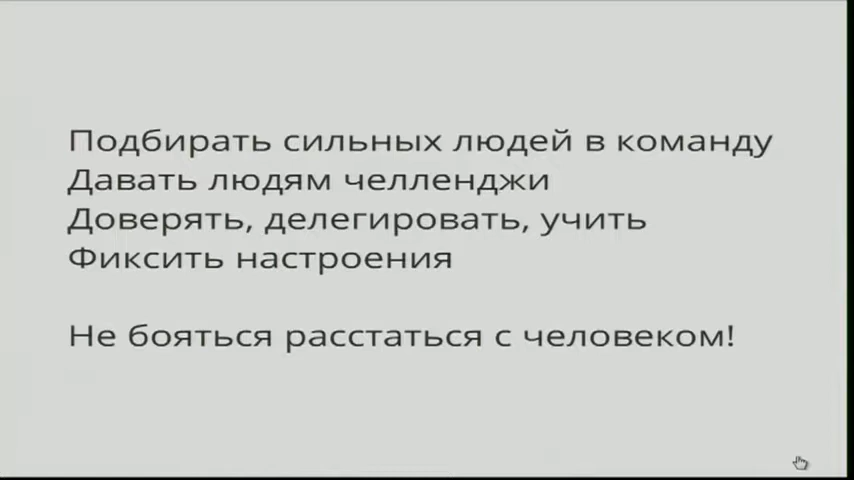 Подбирать сильных людей в команду
Давать людям челленджи
Доверять, делегировать, учить
Фиксить настроения
Не бояться расстаться с человеком!